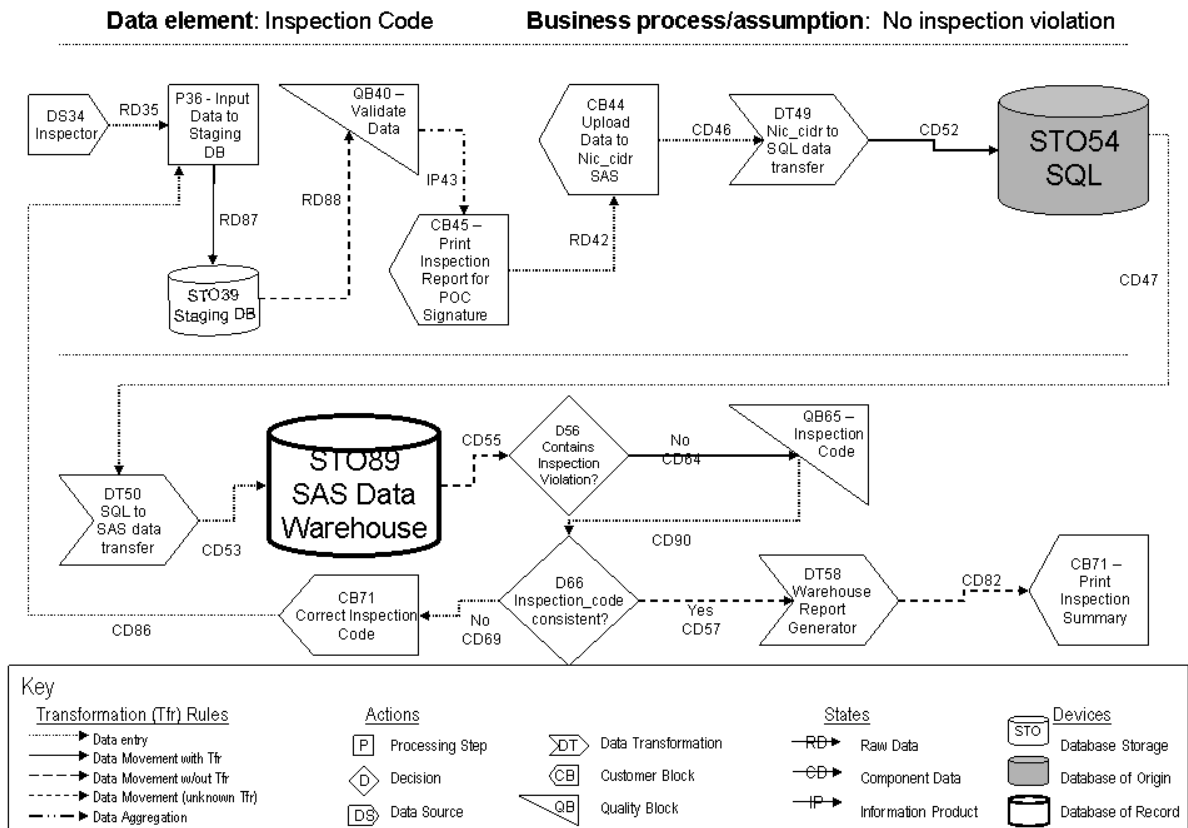 Data element: Inspection Code
Business process/assumption: No inspection violation
DS34
Inspector
RD35
P36 - Input
Data to
Staging
DB
RD87
STO39
Staging DB
RD88
QB40 –
Validate
Data
IP43
CB45 –
Print
Inspection
Report for
POC
Signature
RD42
CB44
Upload
Data to
Nic_cidr
SAS
CD46
DT49
Nic_cidr to
SQL data
transfer
CD52
STO54
SQL
CD47
DT50
SQL to
SAS data
transfer
CD53
STO89
SAS Data
Warehouse
CD55
D56
Contains
Inspection
Violation?
No
CD64
QB65 –
Inspection
Code
CD90
D66
Inspection_code
consistent?
No
CD69
CB71
Correct Inspection
Code
CD86
Yes
CD57
DT58
Warehouse
Report
Generator
CD82
CB71 –
Print
Inspection
Summary
Key
Transformation (Tfr) Rules
Data entry
Data Movement with Tfr
Data Movement w/out Tfr
Data Movement (unknown Tfr)
Data Aggregation
Actions
P Processing Step
D Decision
DS Data Source
DT Data Transformation
CB Customer Block
QB Quality Block
States
RD Raw Data
CD Component Data
IP Information Product
Devices
STO Database Storage
Database of Origin
Database of Record